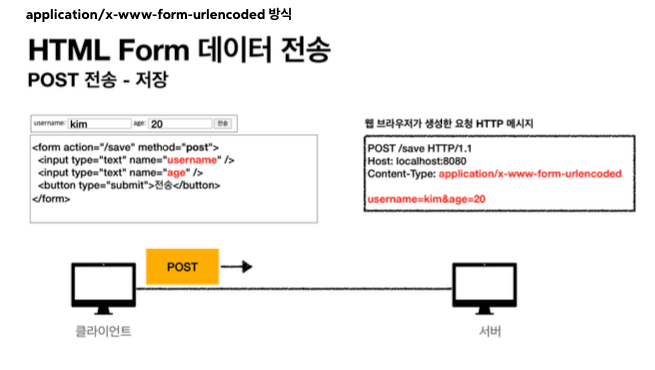 application/x-www-form-urlencoded 방식
HTML Form 데이터 전송
POST 전송 - 저장
username: kim age: 20 전송
<form action="/save" method="post">
<input type="text" name="username" />
<input type="text" name="age" />
<button type="submit">전송</button>
</form>
웹 브라우저가 생성한 요청 HTTP 메시지
POST /save HTTP/1.1
Host: localhost:8080
Content-Type: application/x-www-form-urlencoded
username=kim&age=20
POST
클라이언트
서버